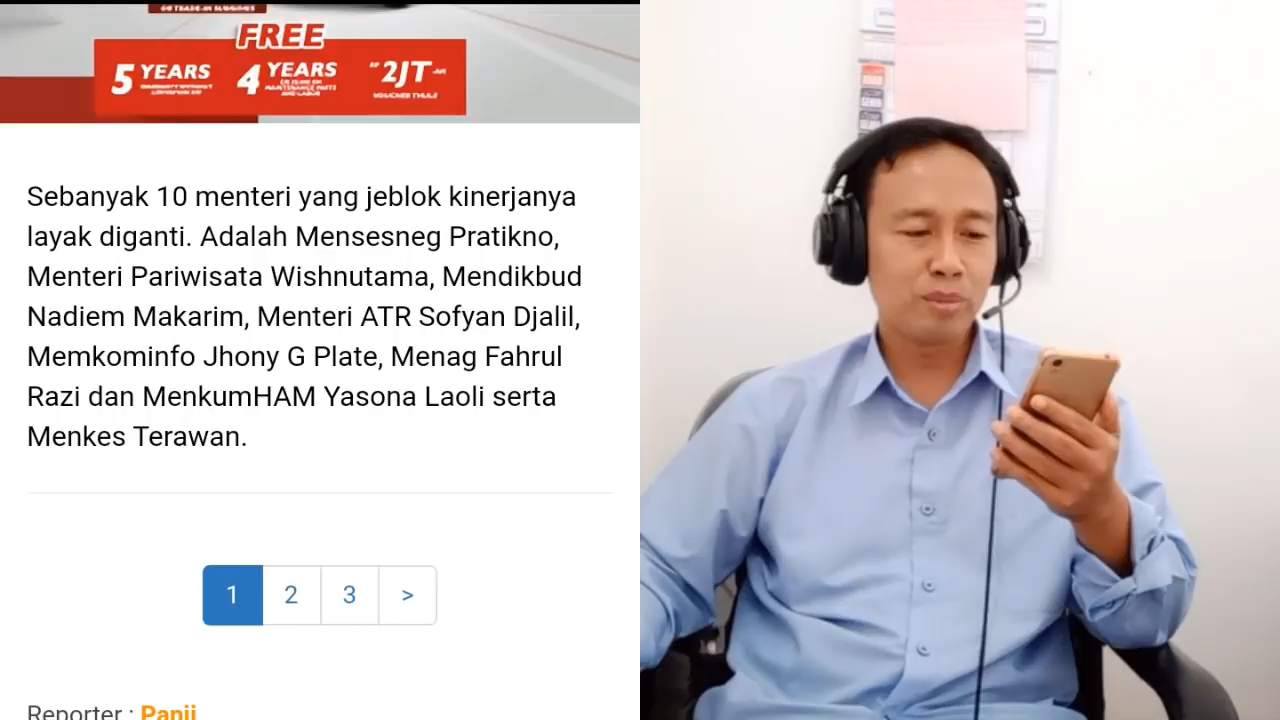 FREE
5 YEARS
4 YEARS
2JT
Sebanyak 10 menteri yang jeblok kinerjanya
layak diganti. Adalah Mensesneg Pratikno,
Menteri Pariwisata Wishnutama, Mendikbud
Nadiem Makarim, Menteri ATR Sofyan Djalil,
Memkominfo Jhony G Plate, Menag Fahrul
Razi dan MenkumHAM Yasona Laoli serta
Menkes Terawan.
1 2 3 >
Reporter : Panji